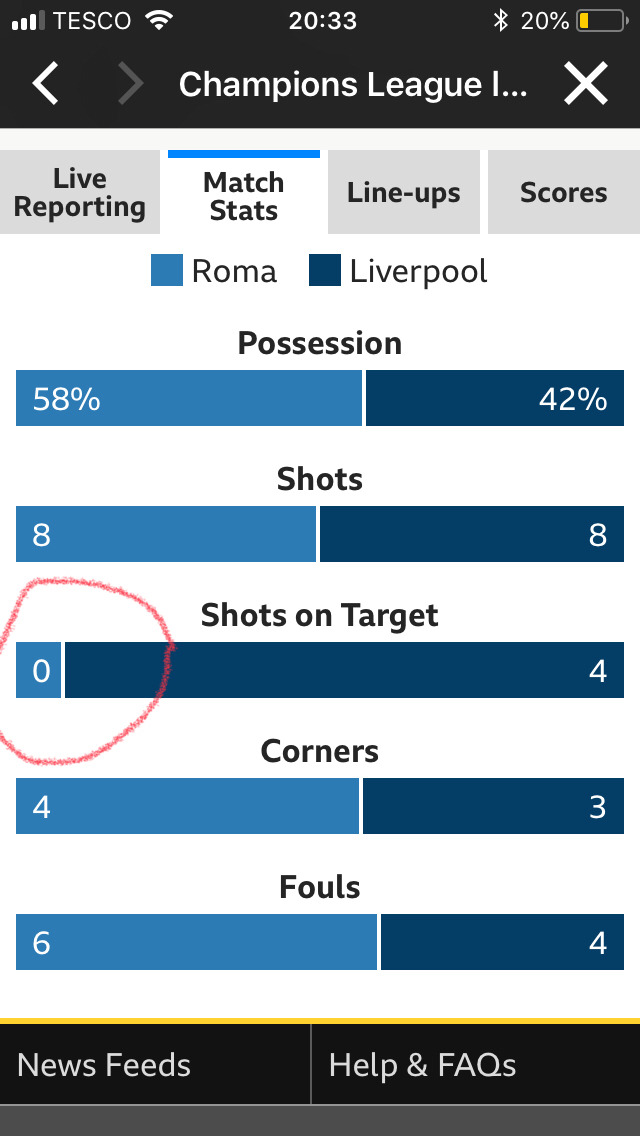 TESCO 20:33 20%
Champions League l...
Live Reporting
Match Stats
Line-ups
Scores
Roma Liverpool
Possession
58% 42%
Shots
8 8
Shots on Target
0 4
Corners
4 3
Fouls
6 4
News Feeds Help & FAQs